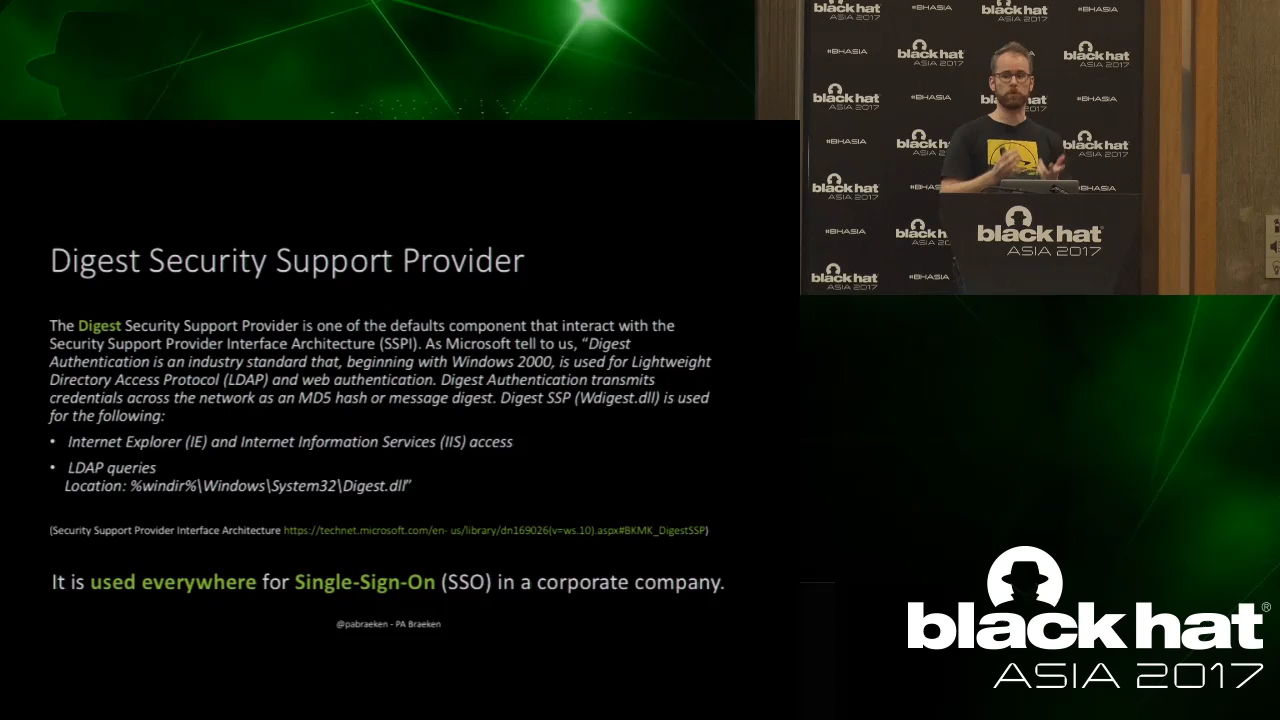 Digest Security Support Provider
The Digest Security Support Provider is one of the defaults component that interact with the
Security Support Provider Interface Architecture (SSPI). As Microsoft tell to us, “Digest
Authentication is an industry standard that, beginning with Windows 2000, is used for Lightweight
Directory Access Protocol (LDAP) and web authentication. Digest Authentication transmits
credentials across the network as an MD5 hash or message digest. Digest SSP (Wdigest.dll) is used
for the following:
• Internet Explorer (IE) and Internet Information Services (IIS) access
• LDAP queries
Location: %windir%\Windows\System32\Digest.dll”
(Security Support Provider Interface Architecture https://technet.microsoft.com/en- us/library/dn169026(v=ws.10).aspx#BKMK_DigestSSP)
It is used everywhere for Single-Sign-On (SSO) in a corporate company.
@pabraeken - PA Braeken
black hat
ASIA 2017
#BHASIA
black hat
ASIA 2017
black hat®
ASIA 2017